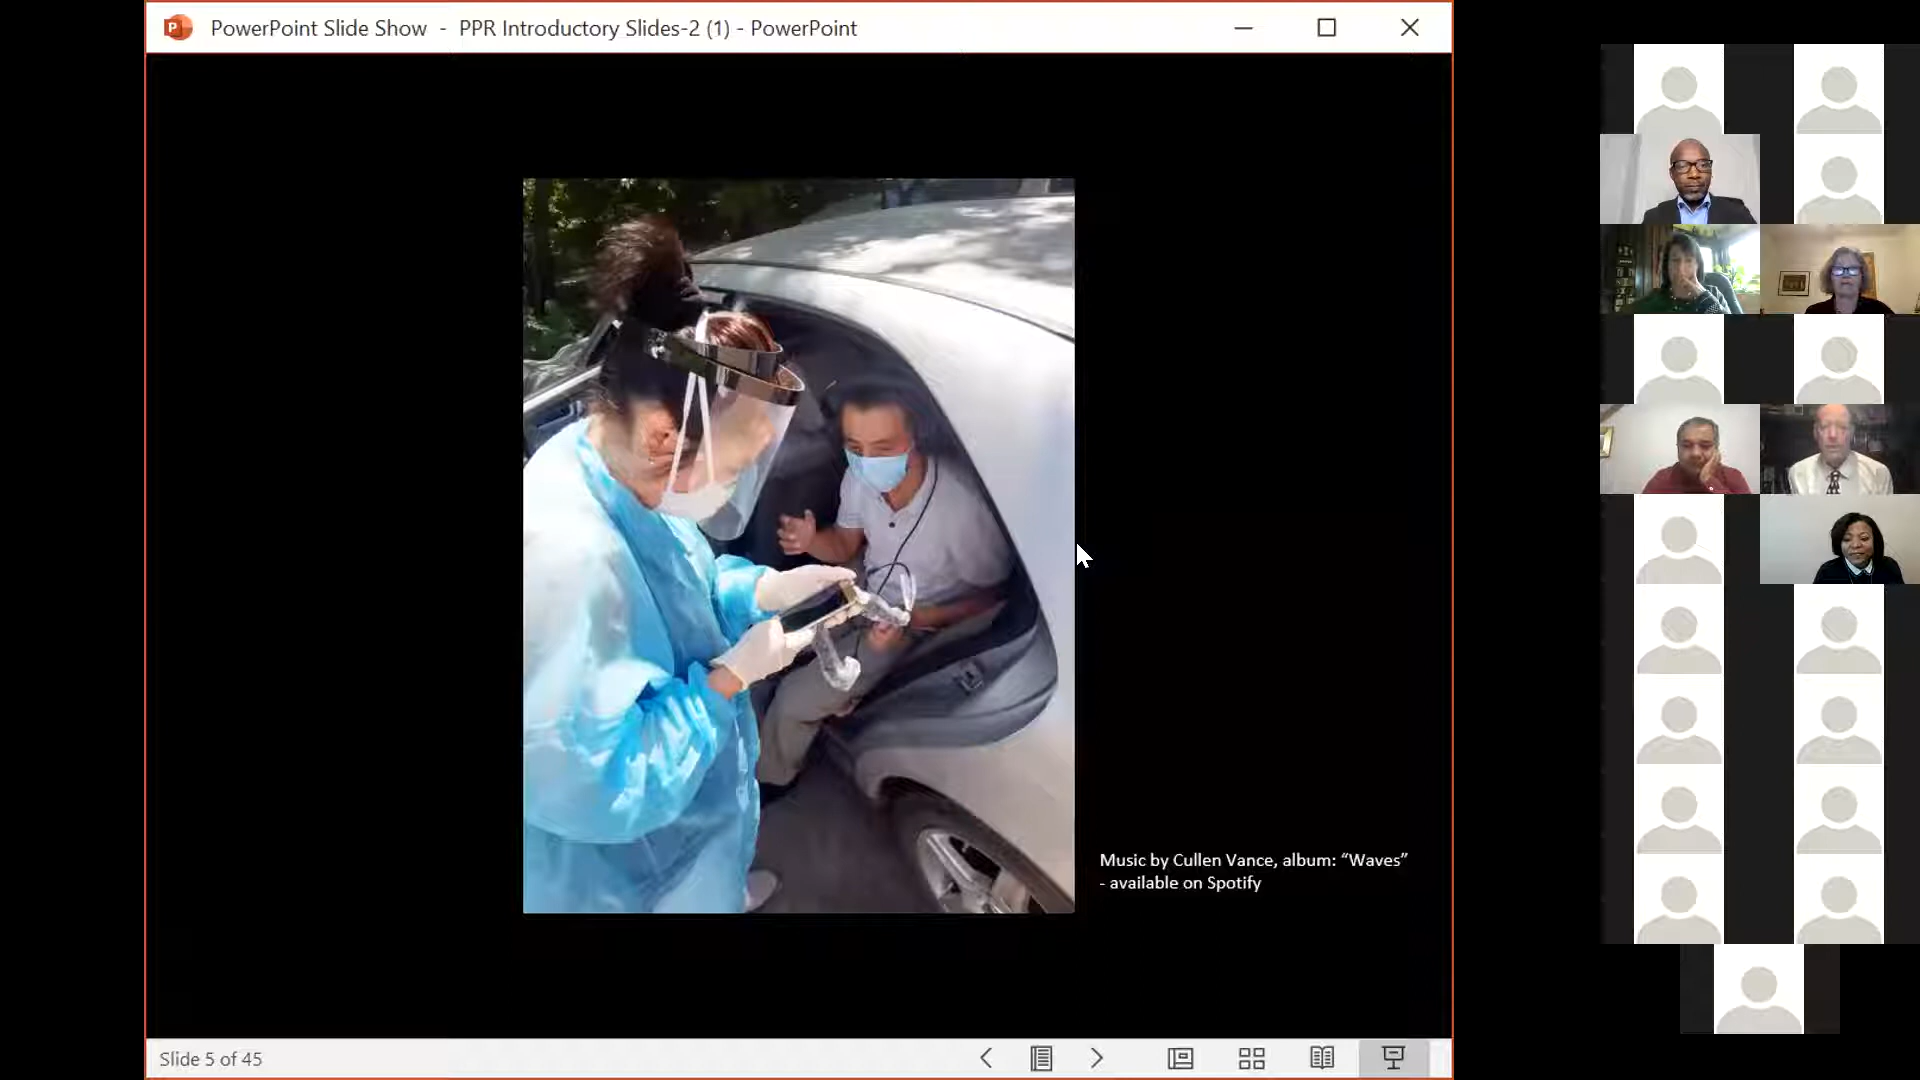 PowerPoint Slide Show - PPR Introductory Slides-2 (1) - PowerPoint
Music by Cullen Vance, album: “Waves”
- available on Spotify
Slide 5 of 45